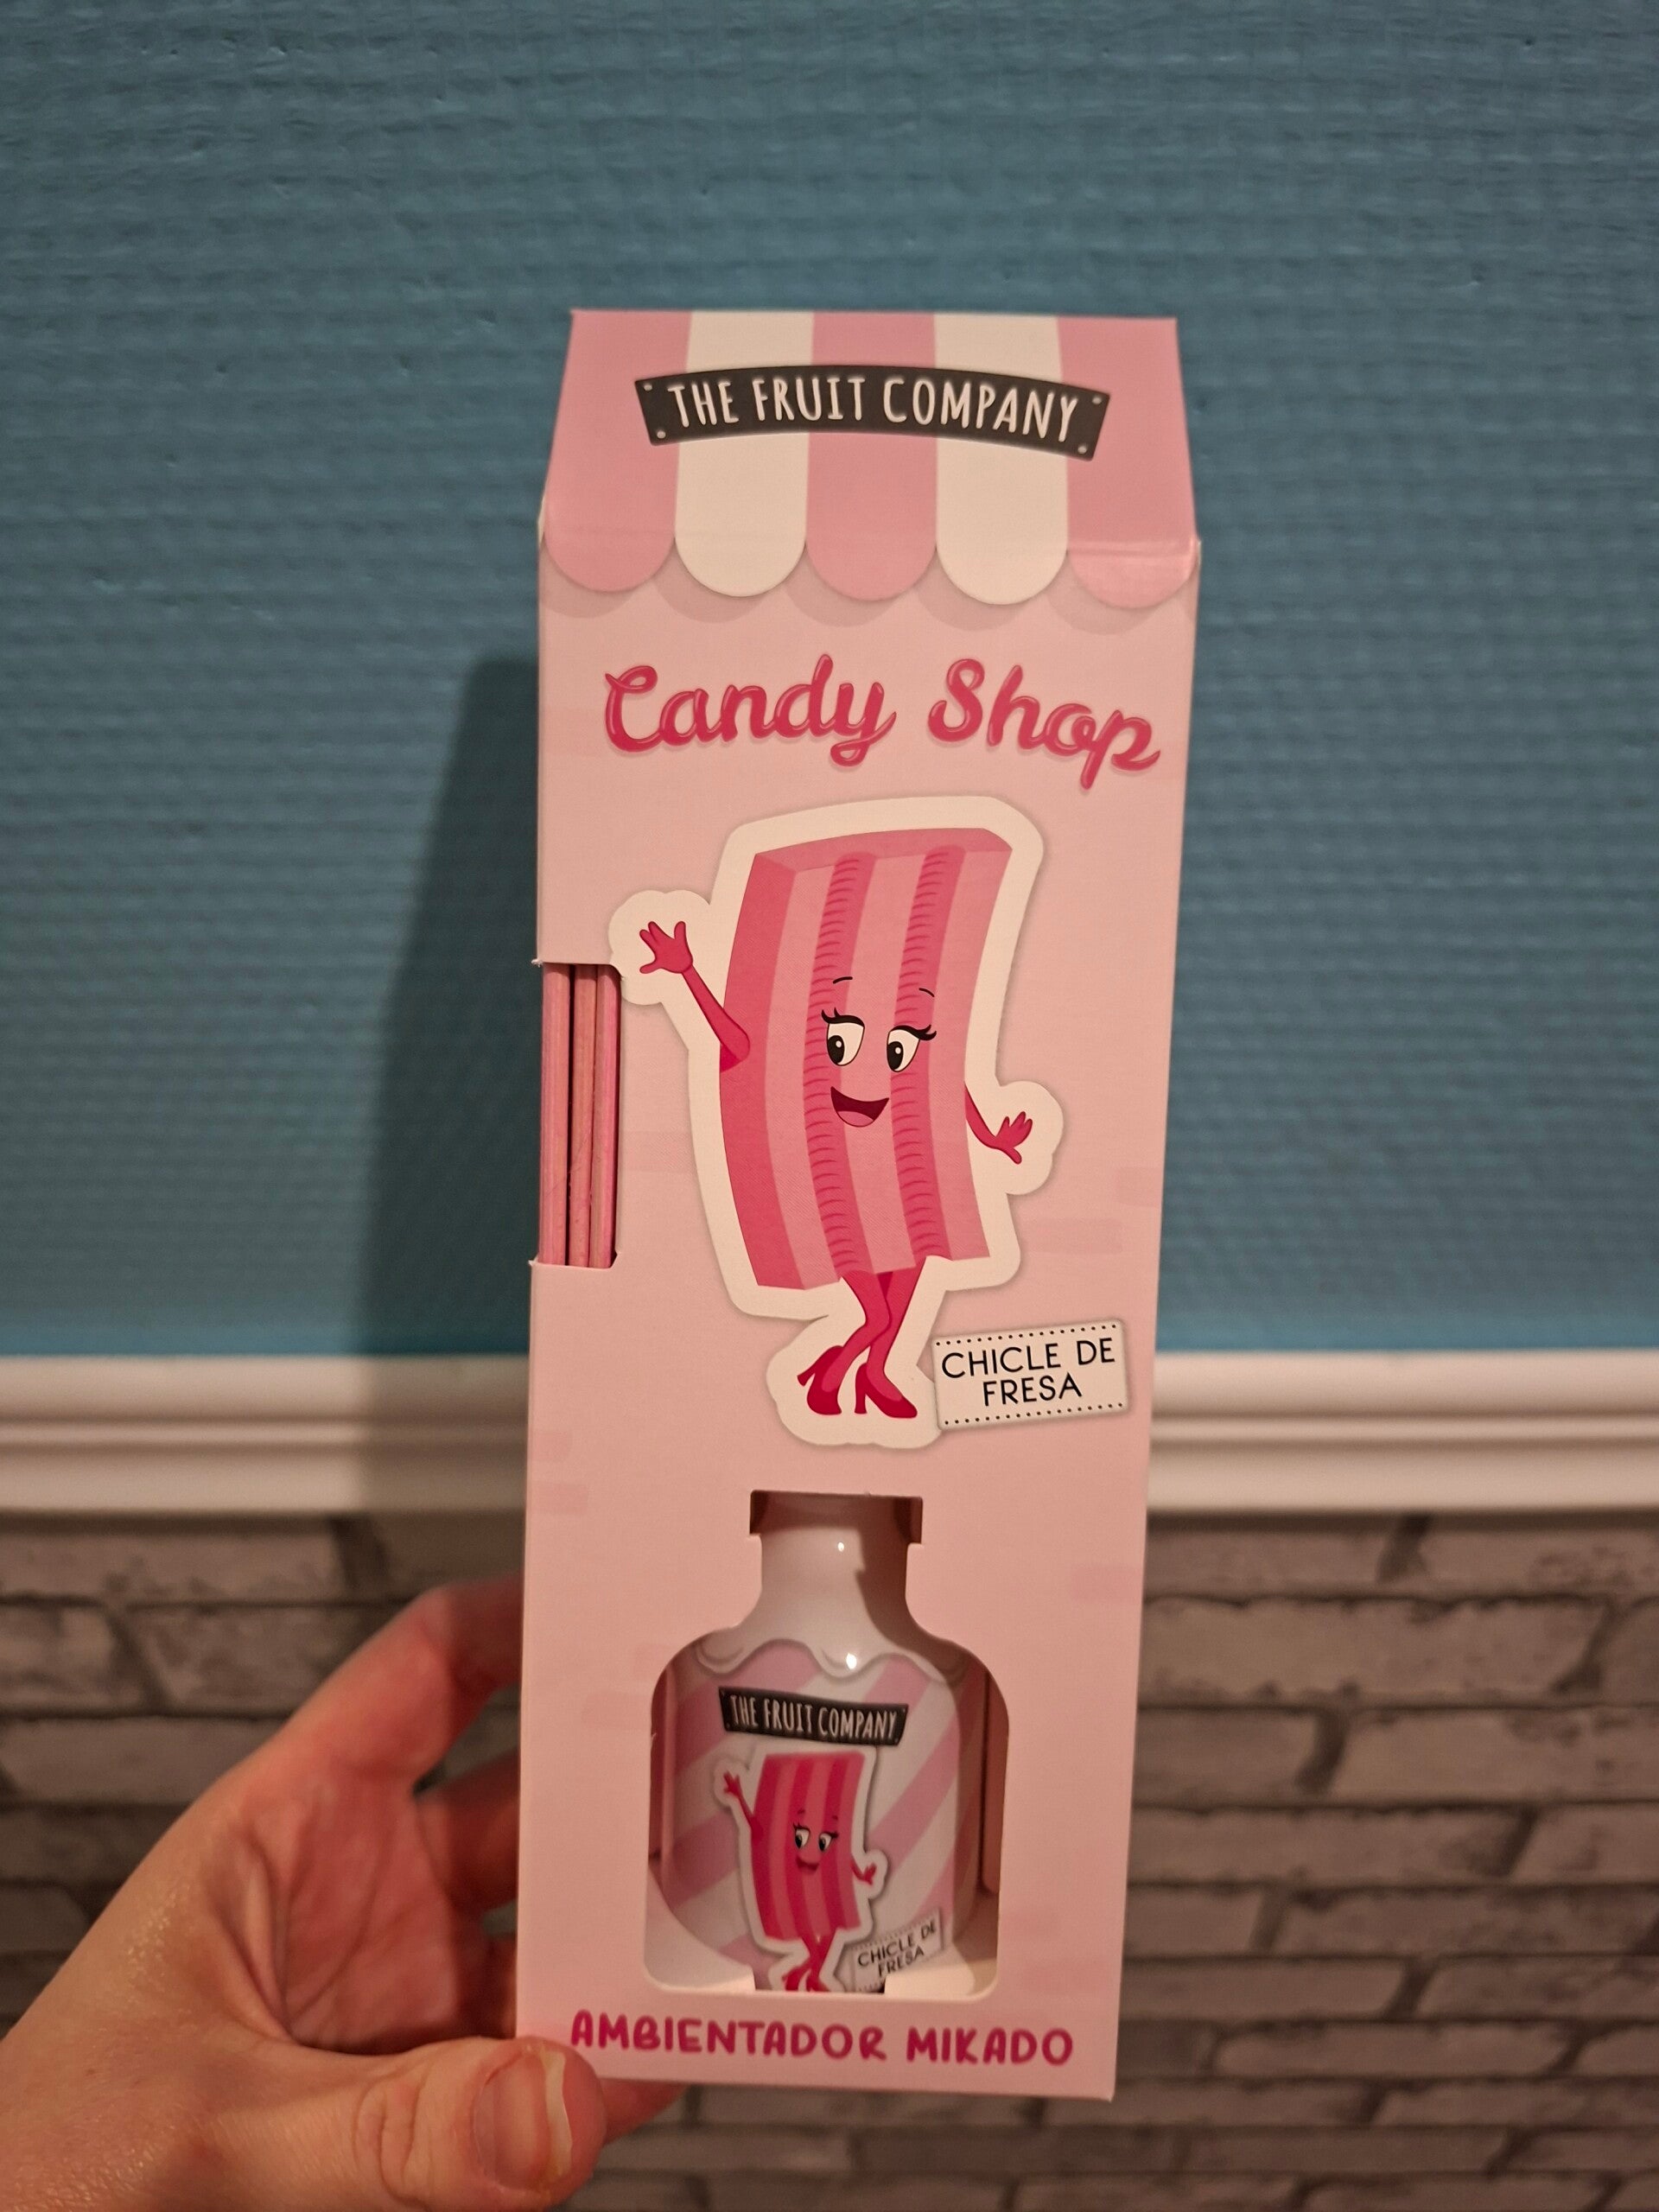 THE FRUIT COMPANY
Candy Shop
CHICLE DE
FRESA
THE FRUIT COMPANY
CHICLE DE
FRESA
AMBIENTADOR MIKADO